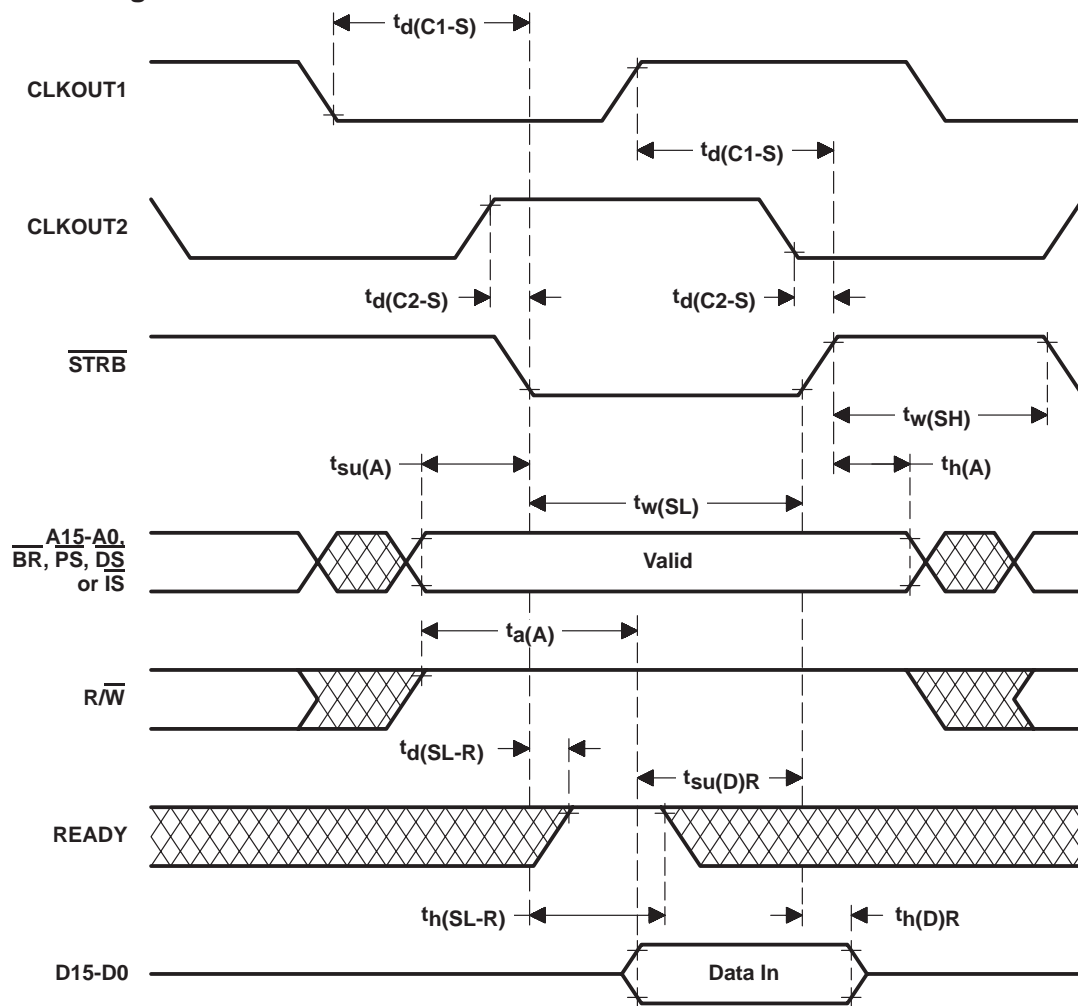 td(C1-S)
CLKOUT1
td(C1-S)
CLKOUT2
td(C2-S)
td(C2-S)
STRB
tw(SH)
tsu(A)
th(A)
tw(SL)
A15-A0,
BR, PS, DS
or IS
Valid
ta(A)
R/W
td(SL-R)
tsu(D)R
READY
th(SL-R)
th(D)R
D15-D0
Data In